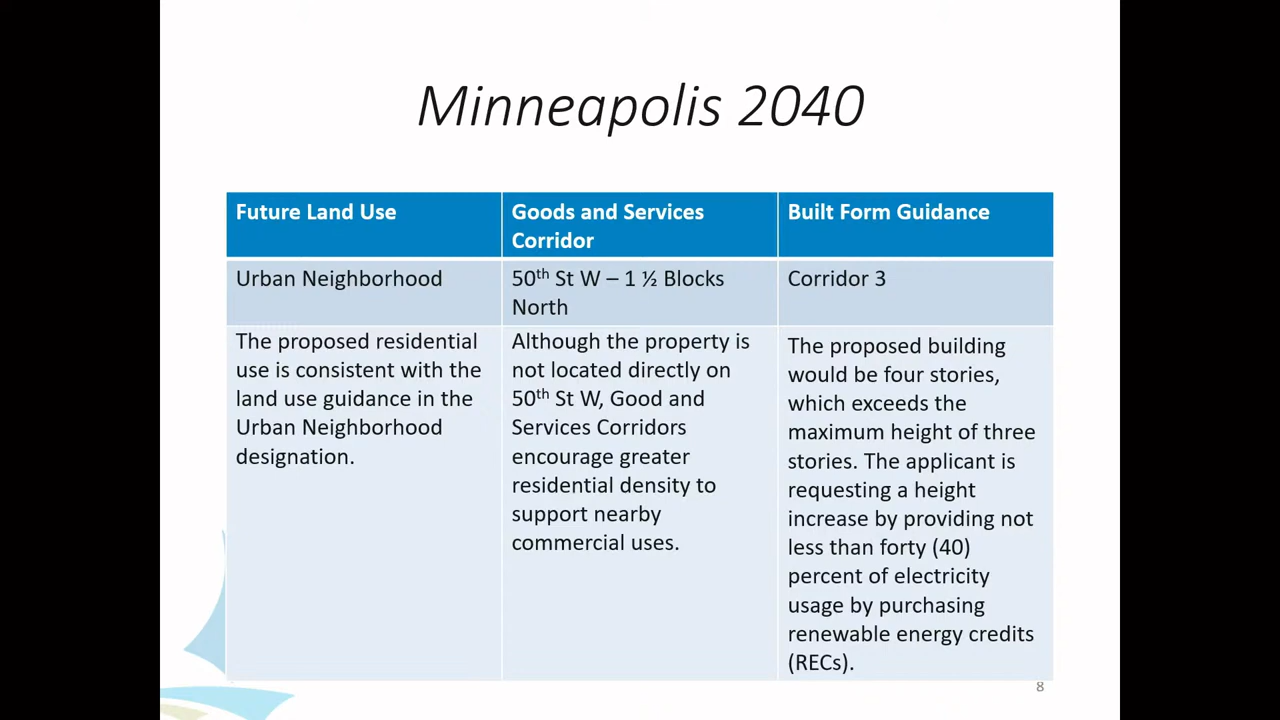 Minneapolis 2040
Future Land Use
Goods and Services
Corridor
Built Form Guidance
Urban Neighborhood
50th St W – 1 ½ Blocks
North
Corridor 3
The proposed residential
use is consistent with the
land use guidance in the
Urban Neighborhood
designation.
Although the property is
not located directly on
50th St W, Good and
Services Corridors
encourage greater
residential density to
support nearby
commercial uses.
The proposed building
would be four stories,
which exceeds the
maximum height of three
stories. The applicant is
requesting a height
increase by providing not
less than forty (40)
percent of electricity
usage by purchasing
renewable energy credits
(RECs).
8